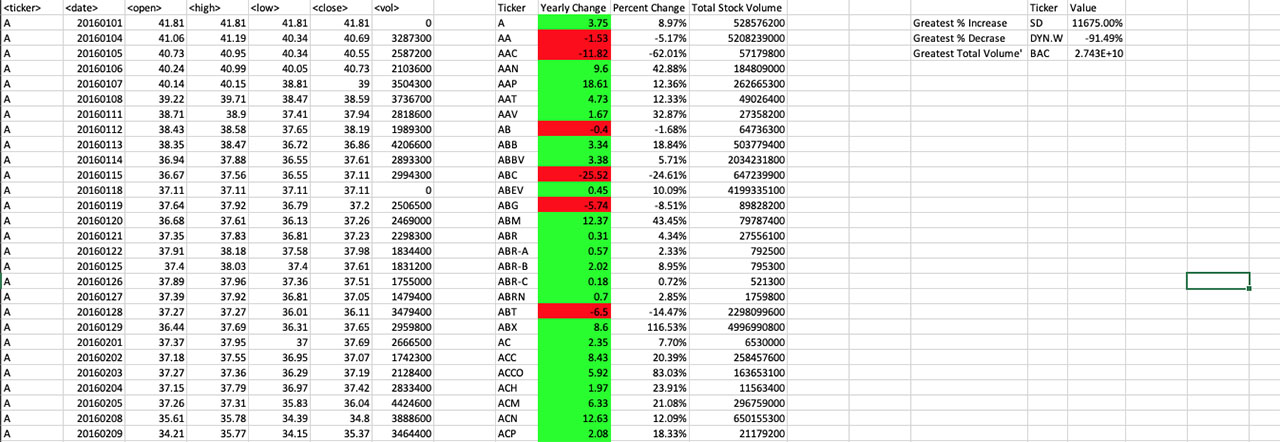 <ticker> <date> <open> <high> <low> <close> <vol> Ticker Yearly Change Percent Change Total Stock Volume Ticker Value
A 20160101 41.81 41.81 41.81 41.81 0 A 3.75 8.97% 528576200 Greatest % Increase SD 11675.00%
A 20160104 41.06 41.19 40.34 40.69 3287300 AA -1.53 -5.17% 5208239000 Greatest % Decrase DYN.W -91.49%
A 20160105 40.73 40.95 40.34 40.55 2587200 AAC -11.82 -62.01% 57179800 Greatest Total Volume' BAC 2.743E+10
A 20160106 40.24 40.99 40.05 40.73 2103600 AAN 9.6 42.88% 184809000
A 20160107 40.14 40.15 38.81 39 3504300 AAP 18.61 12.36% 262665300
A 20160108 39.22 39.71 38.47 38.59 3736700 AAT 4.73 12.33% 49026400
A 20160111 38.71 38.9 37.41 37.94 2818600 AAV 1.67 32.87% 27358200
A 20160112 38.43 38.58 37.65 38.19 1989300 AB -0.4 -1.68% 64736300
A 20160113 38.35 38.47 36.72 36.86 4206600 ABB 3.34 18.84% 503779400
A 20160114 36.94 37.88 36.55 37.61 2893300 ABBV 3.38 5.71% 2034231800
A 20160115 36.67 37.56 36.55 37.11 2994300 ABC -25.52 -24.61% 647239900
A 20160118 37.11 37.11 37.11 37.11 0 ABEV 0.45 10.09% 4199335100
A 20160119 37.64 37.92 36.79 37.2 2506500 ABG -5.74 -8.51% 89828200
A 20160120 36.68 37.61 36.13 37.26 2469000 ABM 12.37 43.45% 79787400
A 20160121 37.35 37.83 36.81 37.23 2298300 ABR 0.31 4.34% 27556100
A 20160122 37.91 38.18 37.58 37.98 1834400 ABR-A 0.57 2.33% 792500
A 20160125 37.4 38.03 37.4 37.61 1831200 ABR-B 2.02 8.95% 795300
A 20160126 37.89 37.96 37.36 37.51 1755000 ABR-C 0.18 0.72% 521300
A 20160127 37.39 37.92 36.81 37.05 1479400 ABRN 0.7 2.85% 1759800
A 20160128 37.27 37.27 36.01 36.11 3479400 ABT -6.5 -14.47% 2298099600
A 20160129 36.44 37.69 36.31 37.65 2959800 ABX 8.6 116.53% 4996990800
A 20160201 37.37 37.95 37 37.69 2666500 AC 2.35 7.70% 6530000
A 20160202 37.18 37.55 36.95 37.07 1742300 ACC 8.43 20.39% 258457600
A 20160203 37.27 37.36 36.29 37.19 2128400 ACCO 5.92 83.03% 163653100
A 20160204 37.15 37.79 36.97 37.42 2833400 ACH 1.97 23.91% 11563400
A 20160205 37.26 37.31 35.83 36.04 4424600 ACM 6.33 21.08% 296759000
A 20160208 35.61 35.78 34.39 34.8 3888600 ACN 12.63 12.09% 650155300
A 20160209 34.21 35.77 34.15 35.37 3464400 ACP 2.08 18.33% 21179200